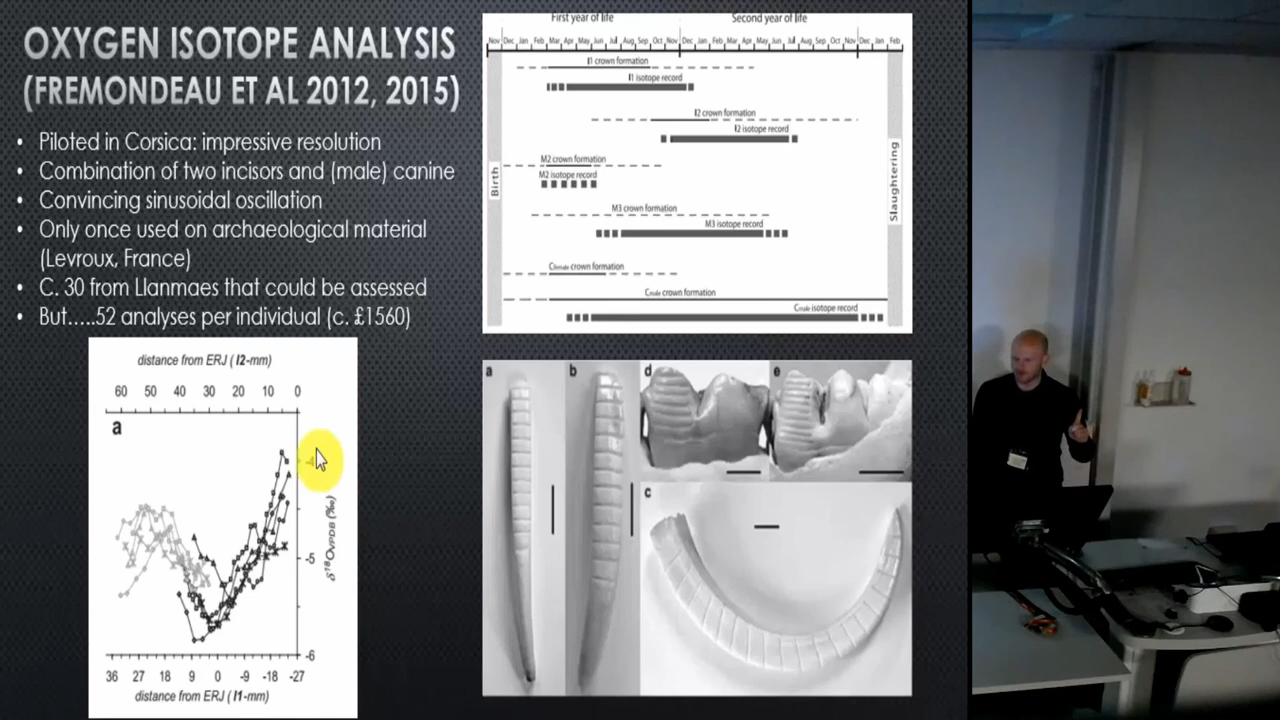 OXYGEN ISOTOPE ANALYSIS
(FREMONDEAU ET AL 2012, 2015)
• Piloted in Corsica: impressive resolution
• Combination of two incisors and (male) canine
• Convincing sinusoidal oscillation
• Only once used on archaeological material
(Levroux, France)
• C. 30 from Llanmaes that could be assessed
• But.....52 analyses per individual (c. £1560)
distance from ERJ ( I2-mm)
60 50 40 30 20 10 0
a
-4
-5
-6
δ18OVPDB (‰)
36 27 18 9 0 -9 -18 -27
distance from ERJ ( I1-mm)
First year of life Second year of life
Nov Dec Jan Feb Mar Apr May Jun Jul Aug Sep Oct Nov Dec Jan Feb Mar Apr May Jun Jul Aug Sep Oct Nov Dec Jan Feb
I1 crown formation
I1 isotope record
I2 crown formation
I2 isotope record
M2 crown formation
M2 isotope record
M3 crown formation
M3 isotope record
Cfemale crown formation
Cmale crown formation
Cmale isotope record
Birth
Slaughtering
a b d e
c